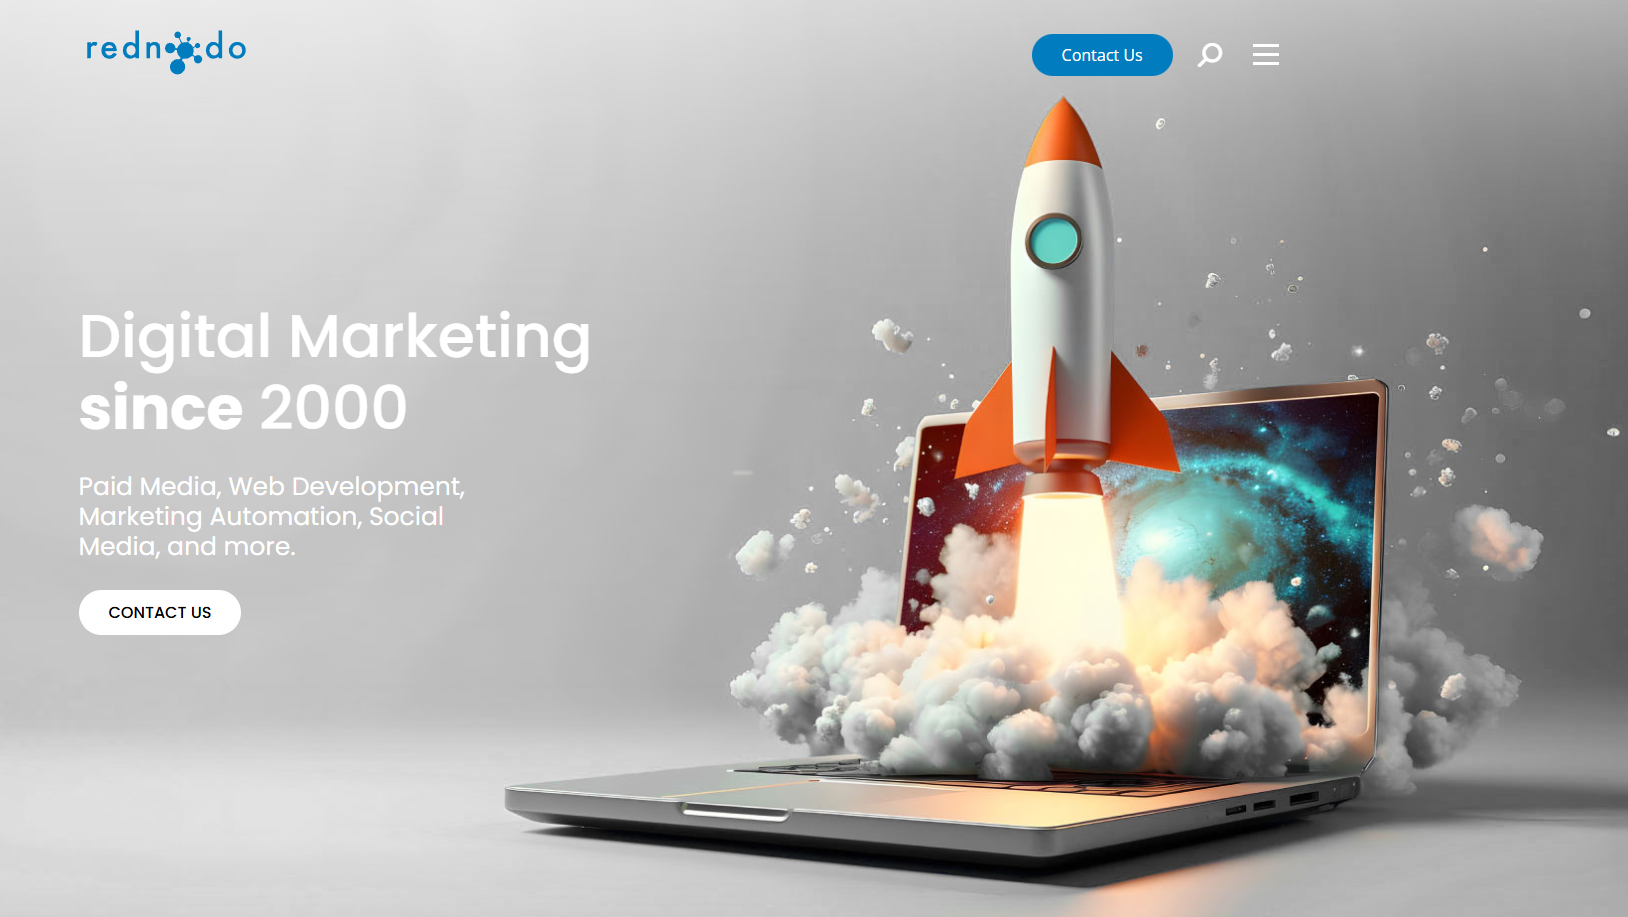 rednodo
Contact Us
Digital Marketing
since 2000
Paid Media, Web Development,
Marketing Automation, Social
Media, and more.
CONTACT US